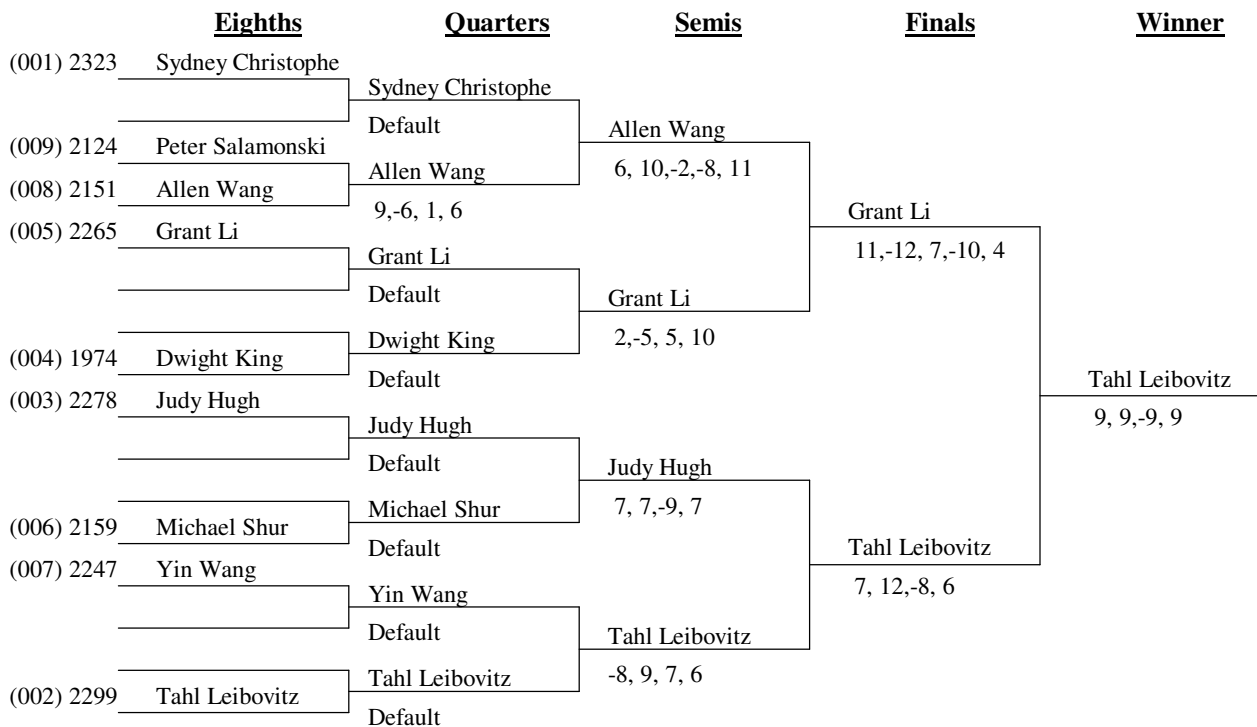 Eighths Quarters Semis Finals Winner
(001) 2323 Sydney Christophe
Sydney Christophe
Default
Allen Wang
(009) 2124 Peter Salamonski
6, 10,-2,-8, 11
Allen Wang
(008) 2151 Allen Wang
9,-6, 1, 6
Grant Li
(005) 2265 Grant Li
11,-12, 7,-10, 4
Grant Li
Default
Grant Li
2,-5, 5, 10
Dwight King
(004) 1974 Dwight King
Default
Tahl Leibovitz
(003) 2278 Judy Hugh
9, 9,-9, 9
Judy Hugh
Default
Judy Hugh
7, 7,-9, 7
Michael Shur
(006) 2159 Michael Shur
Default
Tahl Leibovitz
(007) 2247 Yin Wang
7, 12,-8, 6
Yin Wang
Default
Tahl Leibovitz
-8, 9, 7, 6
Tahl Leibovitz
(002) 2299 Tahl Leibovitz
Default